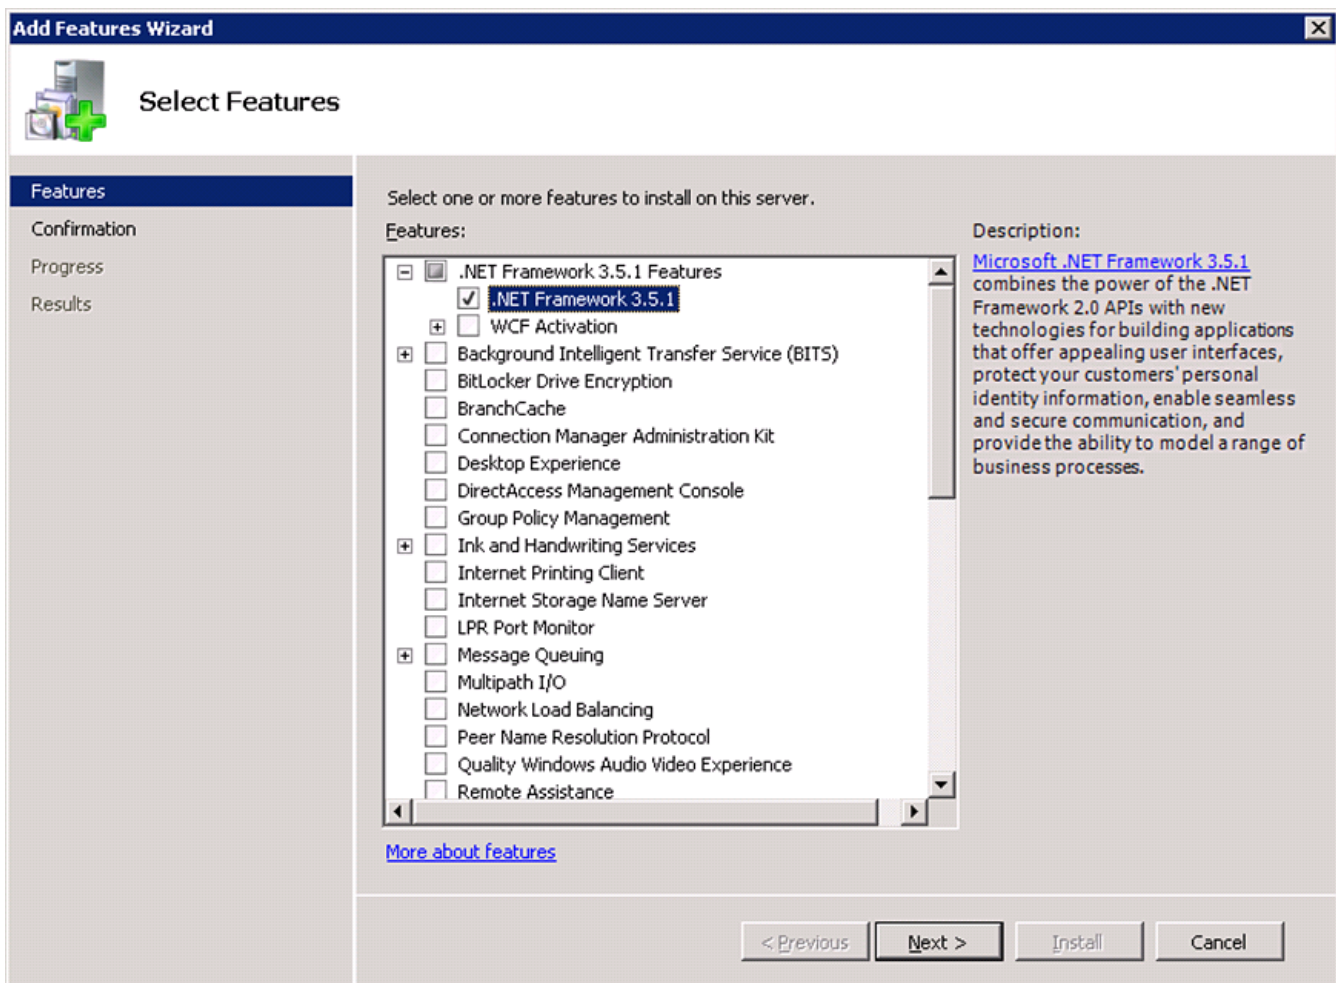 Add Features Wizard
Select Features
Features
Confirmation
Progress
Results
Select one or more features to install on this server.
Features:
.NET Framework 3.5.1 Features
.NET Framework 3.5.1
WCF Activation
Background Intelligent Transfer Service (BITS)
BitLocker Drive Encryption
BranchCache
Connection Manager Administration Kit
Desktop Experience
DirectAccess Management Console
Group Policy Management
Ink and Handwriting Services
Internet Printing Client
Internet Storage Name Server
LPR Port Monitor
Message Queuing
Multipath I/O
Network Load Balancing
Peer Name Resolution Protocol
Quality Windows Audio Video Experience
Remote Assistance
More about features
Description:
Microsoft .NET Framework 3.5.1
combines the power of the .NET
Framework 2.0 APIs with new
technologies for building applications
that offer appealing user interfaces,
protect your customers' personal
identity information, enable seamless
and secure communication, and
provide the ability to model a range of
business processes.
< Previous
Next >
Install
Cancel